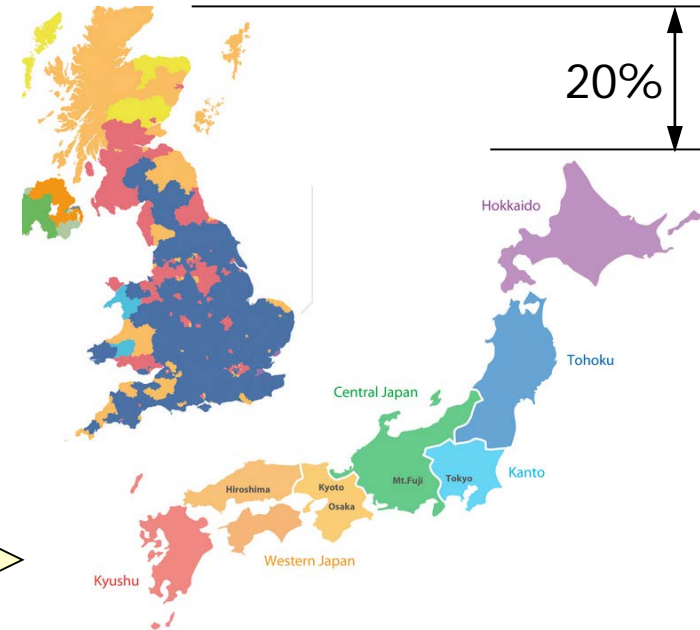 20%
Hokkaido
Tohoku
Central Japan
Kanto
Mt.Fuji
Tokyo
Kyoto
Hiroshima
Osaka
Western Japan
Kyushu